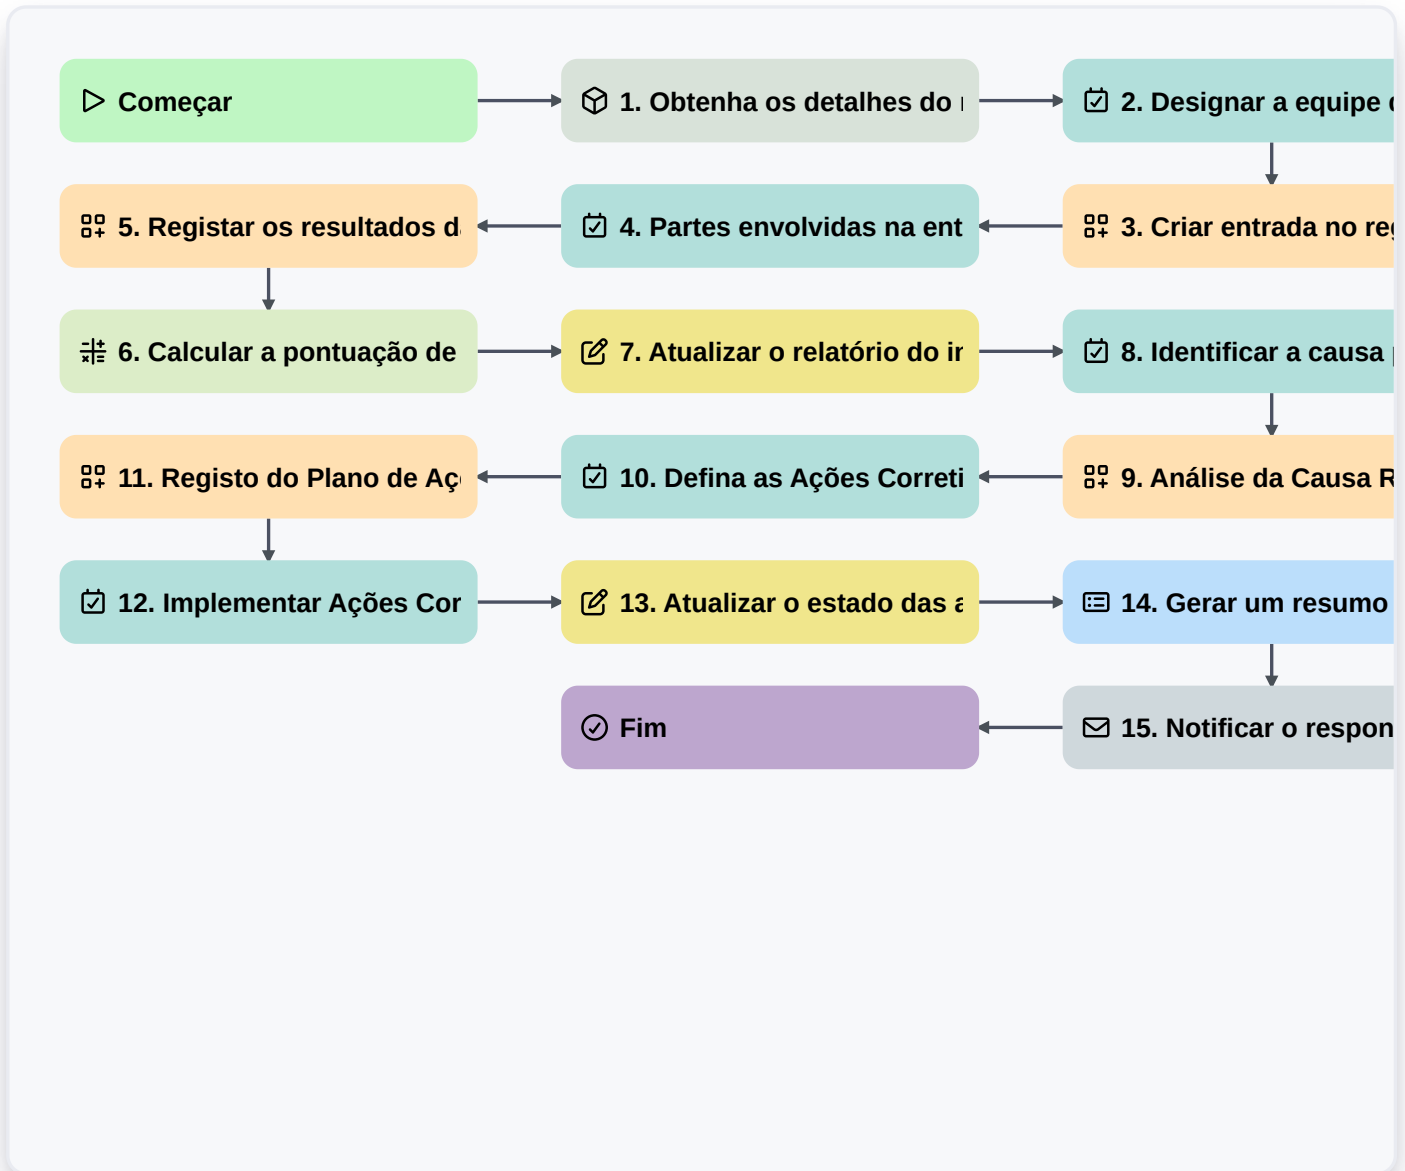 Começar
1. Obtenha os detalhes do
2. Designar a equipe
5. Registar os resultados
4. Partes envolvidas na ent
3. Criar entrada no reg
6. Calcular a pontuação de
7. Atualizar o relatório do
8. Identificar a causa
11. Registo do Plano de Aç
10. Defina as Ações Correti
9. Análise da Causa R
12. Implementar Ações Cor
13. Atualizar o estado das a
14. Gerar um resumo
Fim
15. Notificar o respon